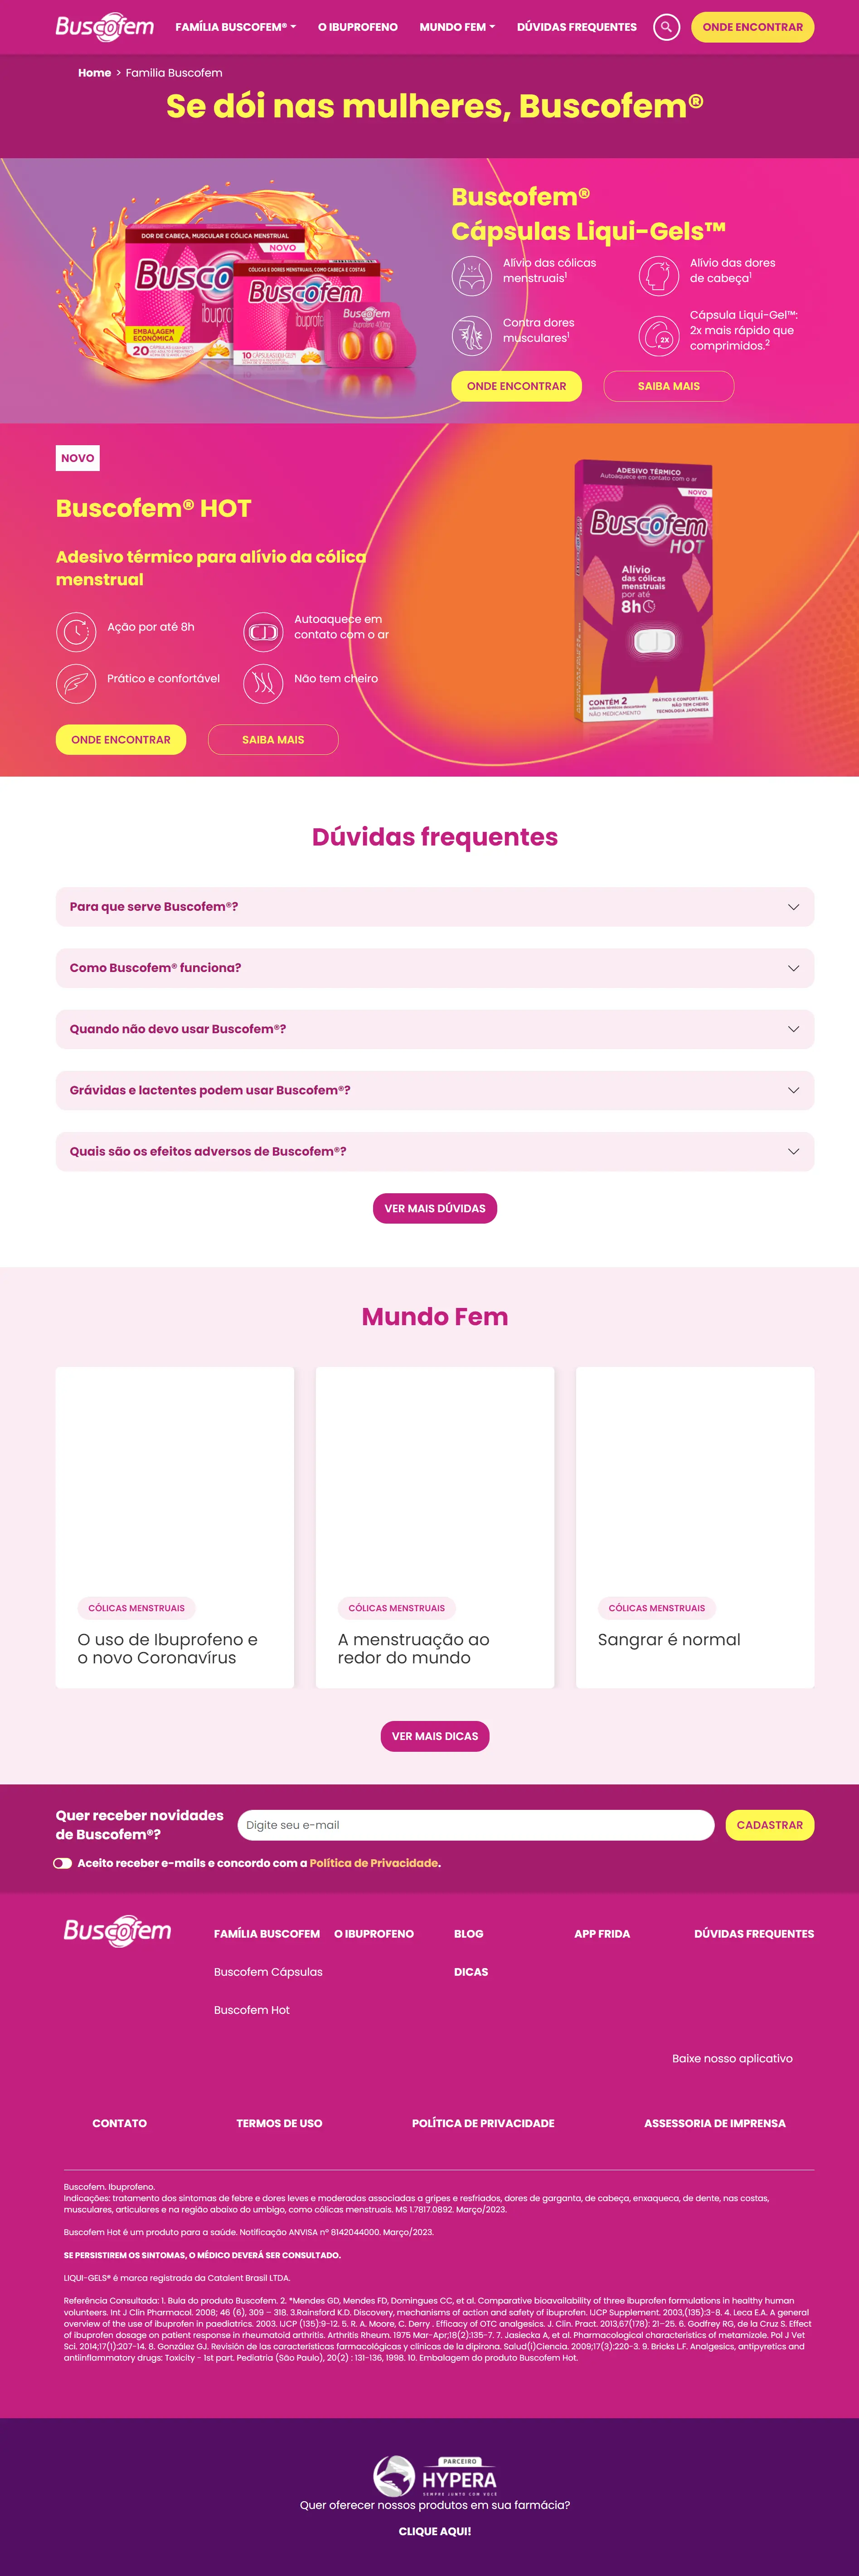 Buscofem
FAMÍLIA BUSCOFEM®
O IBUPROFENO
MUNDO FEM
DÚVIDAS FREQUENTES
ONDE ENCONTRAR
Home > Familia Buscofem
Se dói nas mulheres, Buscofem®
DOR DE CABEÇA, MUSCULAR E CÓLICA MENSTRUAL
NOVO
Busco
EMBALAGEM
ECONÔMICA
20 CÁPSULAS
CÓLICAS E DORES MENSTRUAIS, COMO CABEÇA E COSTAS
Buscofem
ibuprofe
10 CÁPSULAS
Buscofem
ibuprofeno 400mg
Buscofem®
Cápsulas Liqui-Gels™
Alívio das cólicas
menstruais¹
Alívio das dores
de cabeça¹
Contra dores
musculares¹
2X
Cápsula Liqui-Gel™:
2x mais rápido que
comprimidos.²
ONDE ENCONTRAR
SAIBA MAIS
NOVO
Buscofem® HOT
Adesivo térmico para alívio da cólica
menstrual
Ação por até 8h
Autoaquece em
contato com o ar
Prático e confortável
Não tem cheiro
ONDE ENCONTRAR
SAIBA MAIS
ADESIVO TÉRMICO
Autoaquece em contato com o ar
NOVO
Buscofem
HOT
Alívio
das cólicas
menstruais
por até
8h
CONTÉM 2
NÃO MEDICAMENTO
PRÁTICO E CONFORTÁVEL
NÃO TEM CHEIRO
TECNOLOGIA JAPONESA
Dúvidas frequentes
Para que serve Buscofem®?
Como Buscofem® funciona?
Quando não devo usar Buscofem®?
Grávidas e lactentes podem usar Buscofem®?
Quais são os efeitos adversos de Buscofem®?
VER MAIS DÚVIDAS
Mundo Fem
CÓLICAS MENSTRUAIS
O uso de Ibuprofeno e
o novo Coronavírus
CÓLICAS MENSTRUAIS
A menstruação ao
redor do mundo
CÓLICAS MENSTRUAIS
Sangrar é normal
VER MAIS DICAS
Quer receber novidades
de Buscofem®?
Digite seu e-mail
CADASTRAR
Aceito receber e-mails e concordo com a Política de Privacidade.
Buscofem
FAMÍLIA BUSCOFEM
O IBUPROFENO
BLOG
APP FRIDA
DÚVIDAS FREQUENTES
Buscofem Cápsulas
DICAS
Buscofem Hot
Baixe nosso aplicativo
CONTATO
TERMOS DE USO
POLÍTICA DE PRIVACIDADE
ASSESSORIA DE IMPRENSA
Buscofem. Ibuprofeno.
Indicações: tratamento dos sintomas de febre e dores leves e moderadas associadas a gripes e resfriados, dores de garganta, de cabeça, enxaqueca, de dente, nas costas,
musculares, articulares e na região abaixo do umbigo, como cólicas menstruais. MS 1.7817.0892. Março/2023.
Buscofem Hot é um produto para a saúde. Notificação ANVISA nº 8142044000. Março/2023.
SE PERSISTIREM OS SINTOMAS, O MÉDICO DEVERÁ SER CONSULTADO.
LIQUI-GELS® é marca registrada da Catalent Brasil LTDA.
Referência Consultada: 1. Bula do produto Buscofem. 2. *Mendes GD, Mendes FD, Domingues CC, et al. Comparative bioavailability of three ibuprofen formulations in healthy human
volunteers. Int J Clin Pharmacol. 2008; 46 (6), 309 – 318. 3.Rainsford K.D. Discovery, mechanisms of action and safety of ibuprofen. IJCP Supplement. 2003,(135):3-8. 4. Leca E.A. A general
overview of the use of ibuprofen in paediatrics. 2003. IJCP (135):9-12. 5. R. A. Moore, C. Derry . Efficacy of OTC analgesics. J. Clin. Pract. 2013,67(178): 21–25. 6. Godfrey RG, de la Cruz S. Effect
of ibuprofen dosage on patient response in rheumatoid arthritis. Arthritis Rheum. 1975 Mar-Apr;18(2):135-7. 7. Jasiecka A, et al. Pharmacological characteristics of metamizole. Pol J Vet
Sci. 2014;17(1):207-14. 8. González GJ. Revisión de las características farmacológicas y clínicas de la dipirona. Salud(i)Ciencia. 2009;17(3):220-3. 9. Bricks L.F. Analgesics, antipyretics and
antiinflammatory drugs: Toxicity - 1st part. Pediatria (São Paulo), 20(2) : 131-136, 1998. 10. Embalagem do produto Buscofem Hot.
PARCEIRO
HYPERA
SEMPRE JUNTO COM VOCÊ
Quer oferecer nossos produtos em sua farmácia?
CLIQUE AQUI!